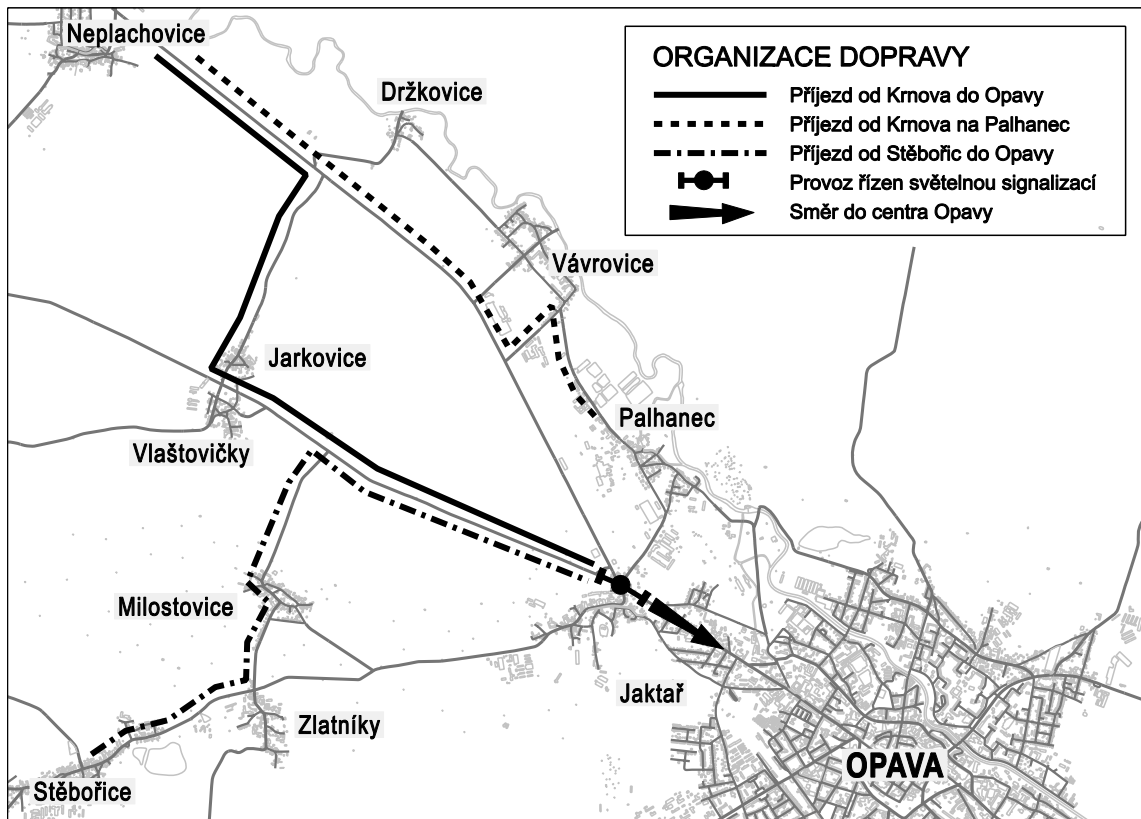 Neplachovice
Držkovice
ORGANIZACE DOPRAVY
Příjezd od Krnova do Opavy
Příjezd od Krnova na Palhanec
Příjezd od Stěbořic do Opavy
Provoz řízen světelnou signalizací
Směr do centra Opavy
Vávrovice
Jarkovice
Palhanec
Vlaštovičky
Milostovice
Jaktař
Zlatníky
OPAVA
Stěbořice